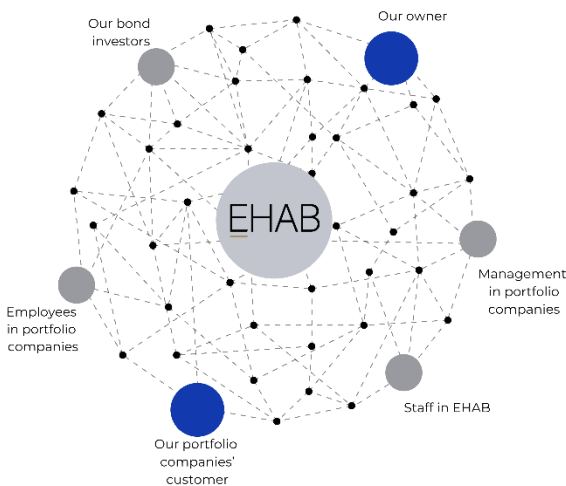 Our owner
Our bond
investors
EHAB
Management
in portfolio
companies
Employees
in portfolio
companies
Staff in EHAB
Our portfolio
companies'
customer